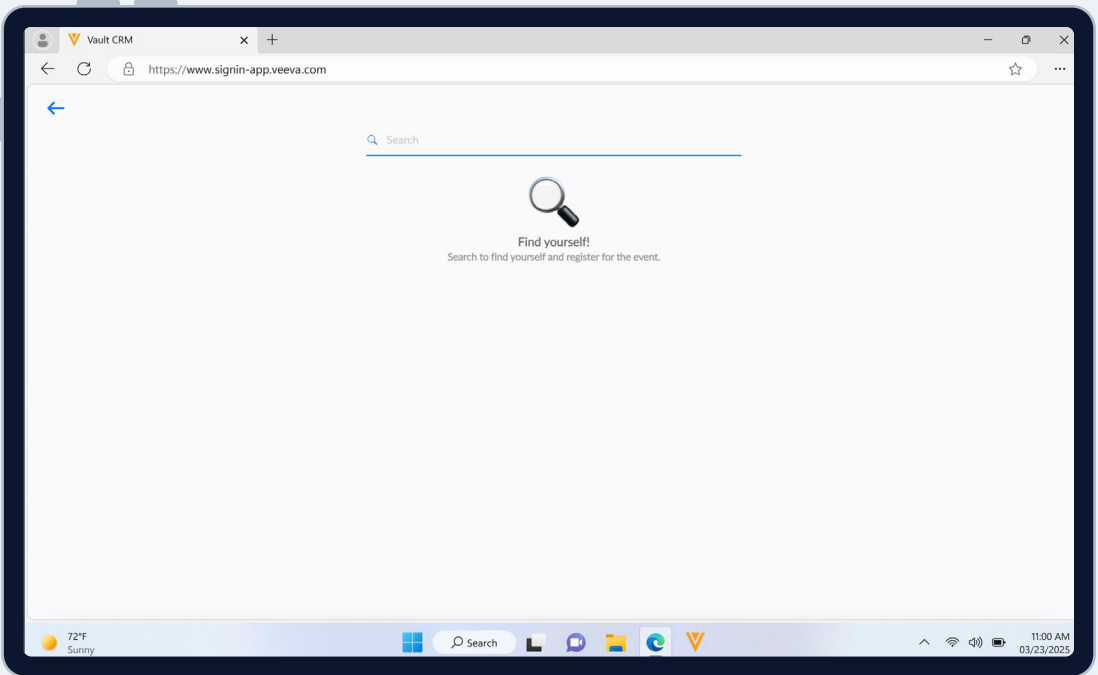 Vault CRM
https://www.signin-app.veeva.com
Search
Find yourself!
Search to find yourself and register for the event.
72°F
Sunny
Search
11:00 AM
03/23/2025